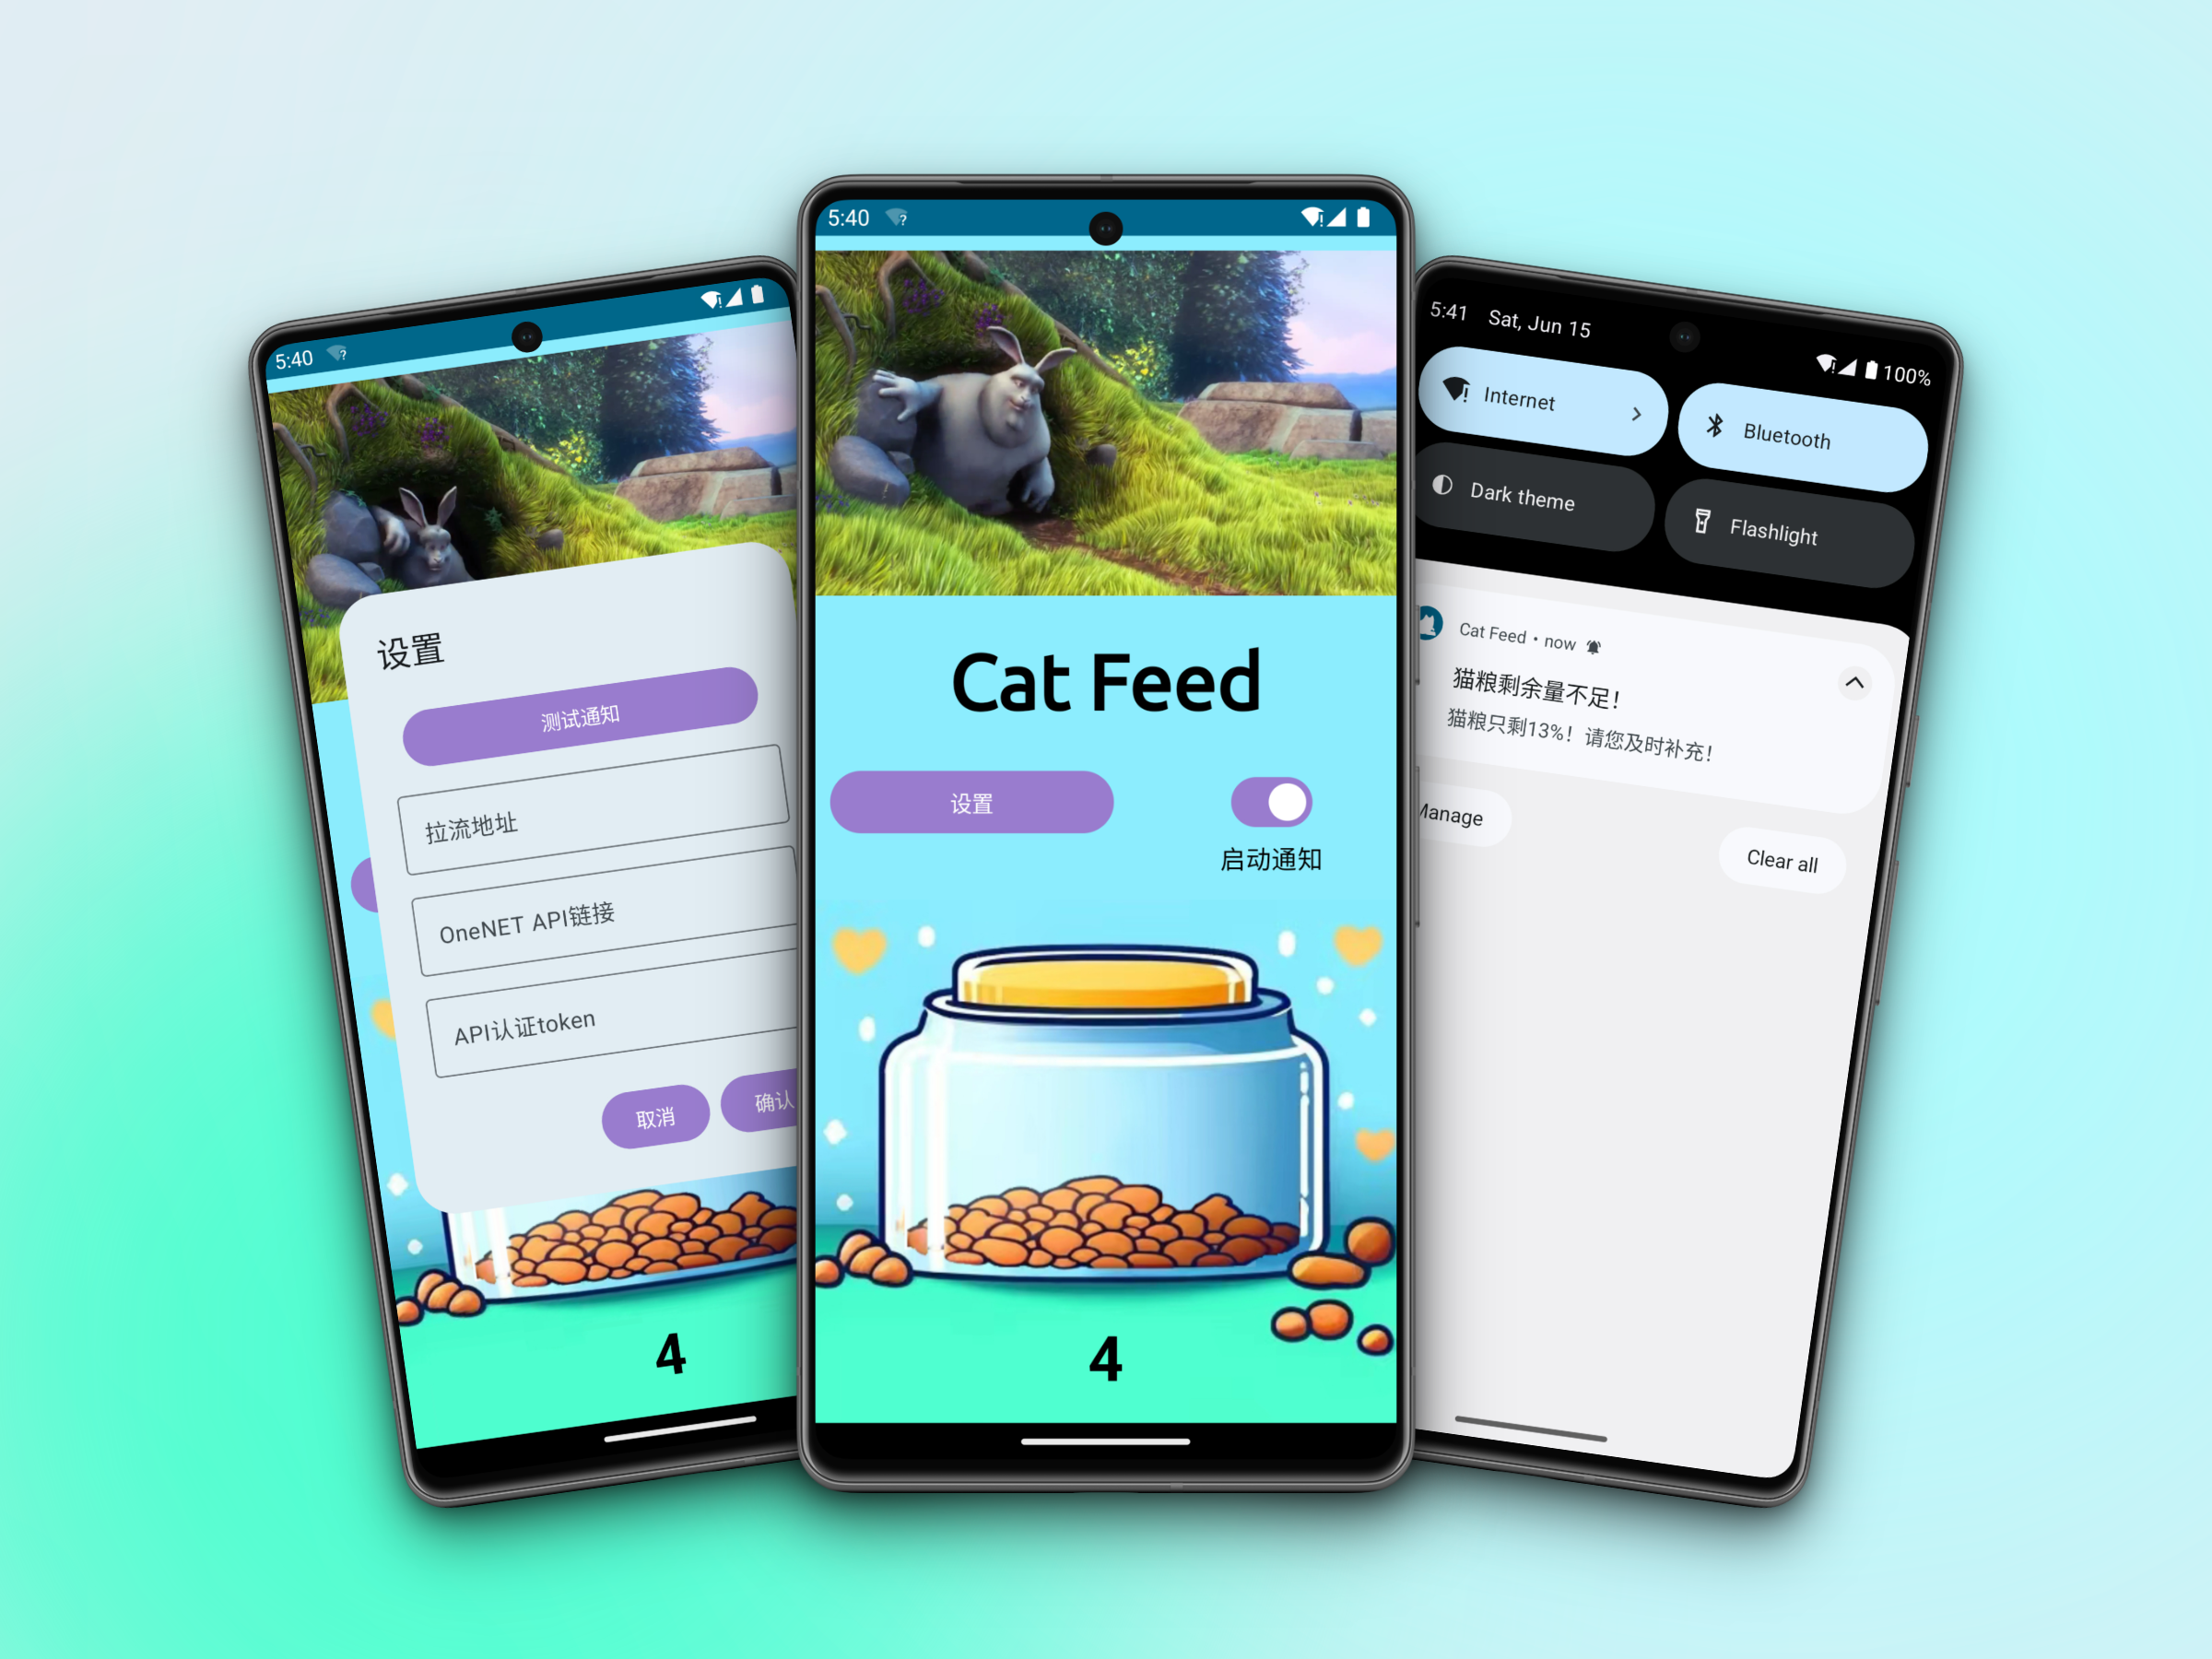 5:40
设置
测试通知
拉流地址
OneNET API链接
API认证token
取消
确认
4
5:40
Cat Feed
设置
启动通知
4
5:41 Sat, Jun 15
100%
Internet
Bluetooth
Dark theme
Flashlight
Cat Feed • now
猫粮剩余量不足！
猫粮只剩13%！请您及时补充！
Manage
Clear all